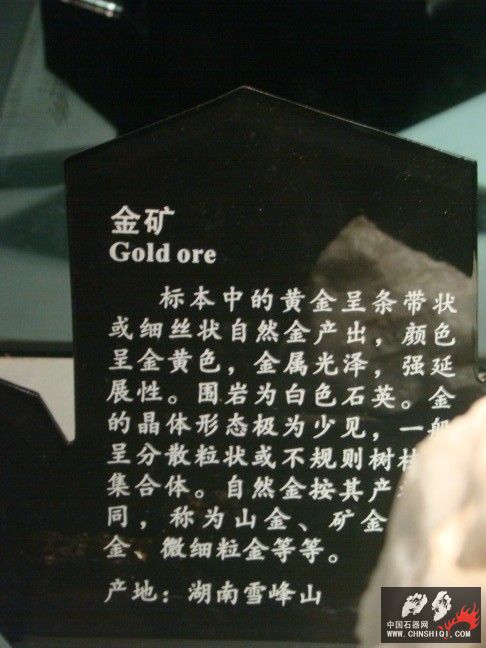 金矿
Gold ore
标本中的黄金呈条带状
或细丝状自然金产出，颜色
呈金黄色，金属光泽，强延
展性。围岩为白色石英。金
的晶体形态极为少见，一般
呈分散粒状或不规则树枝
集合体。自然金按其产
同，称为山金、矿金
金、微细粒金等等。
产地：湖南雪峰山
中国石器网
WWW.CHNSHIQI.COM